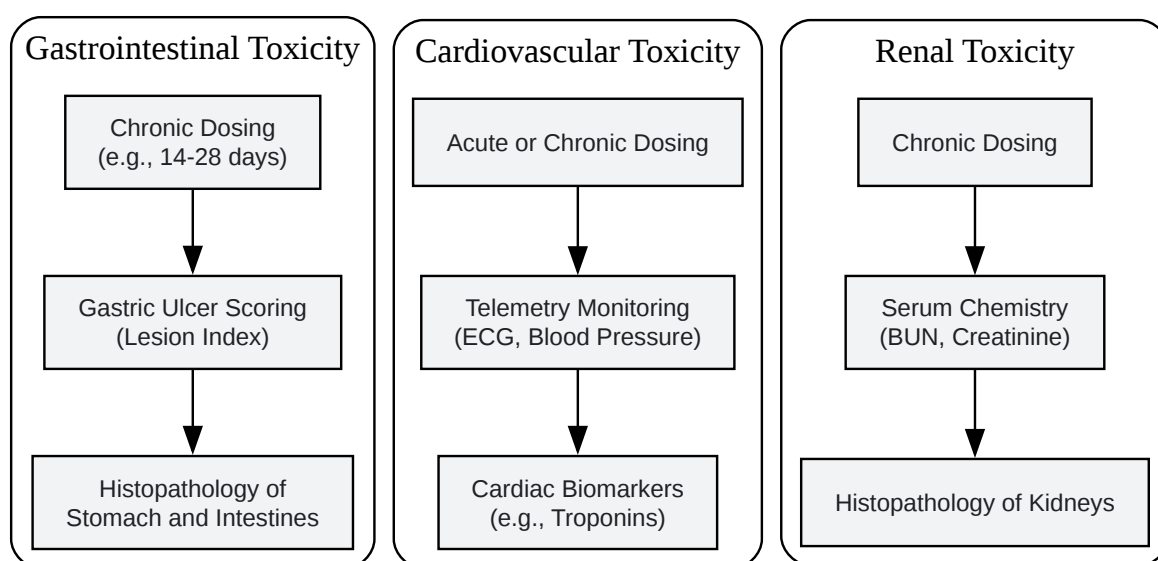 Gastrointestinal Toxicity
Chronic Dosing
(e.g., 14-28 days)
Gastric Ulcer Scoring
(Lesion Index)
Histopathology of
Stomach and Intestines
Cardiovascular Toxicity
Acute or Chronic Dosing
Telemetry Monitoring
(ECG, Blood Pressure)
Cardiac Biomarkers
(e.g., Troponins)
Renal Toxicity
Chronic Dosing
Serum Chemistry
(BUN, Creatinine)
Histopathology of Kidneys